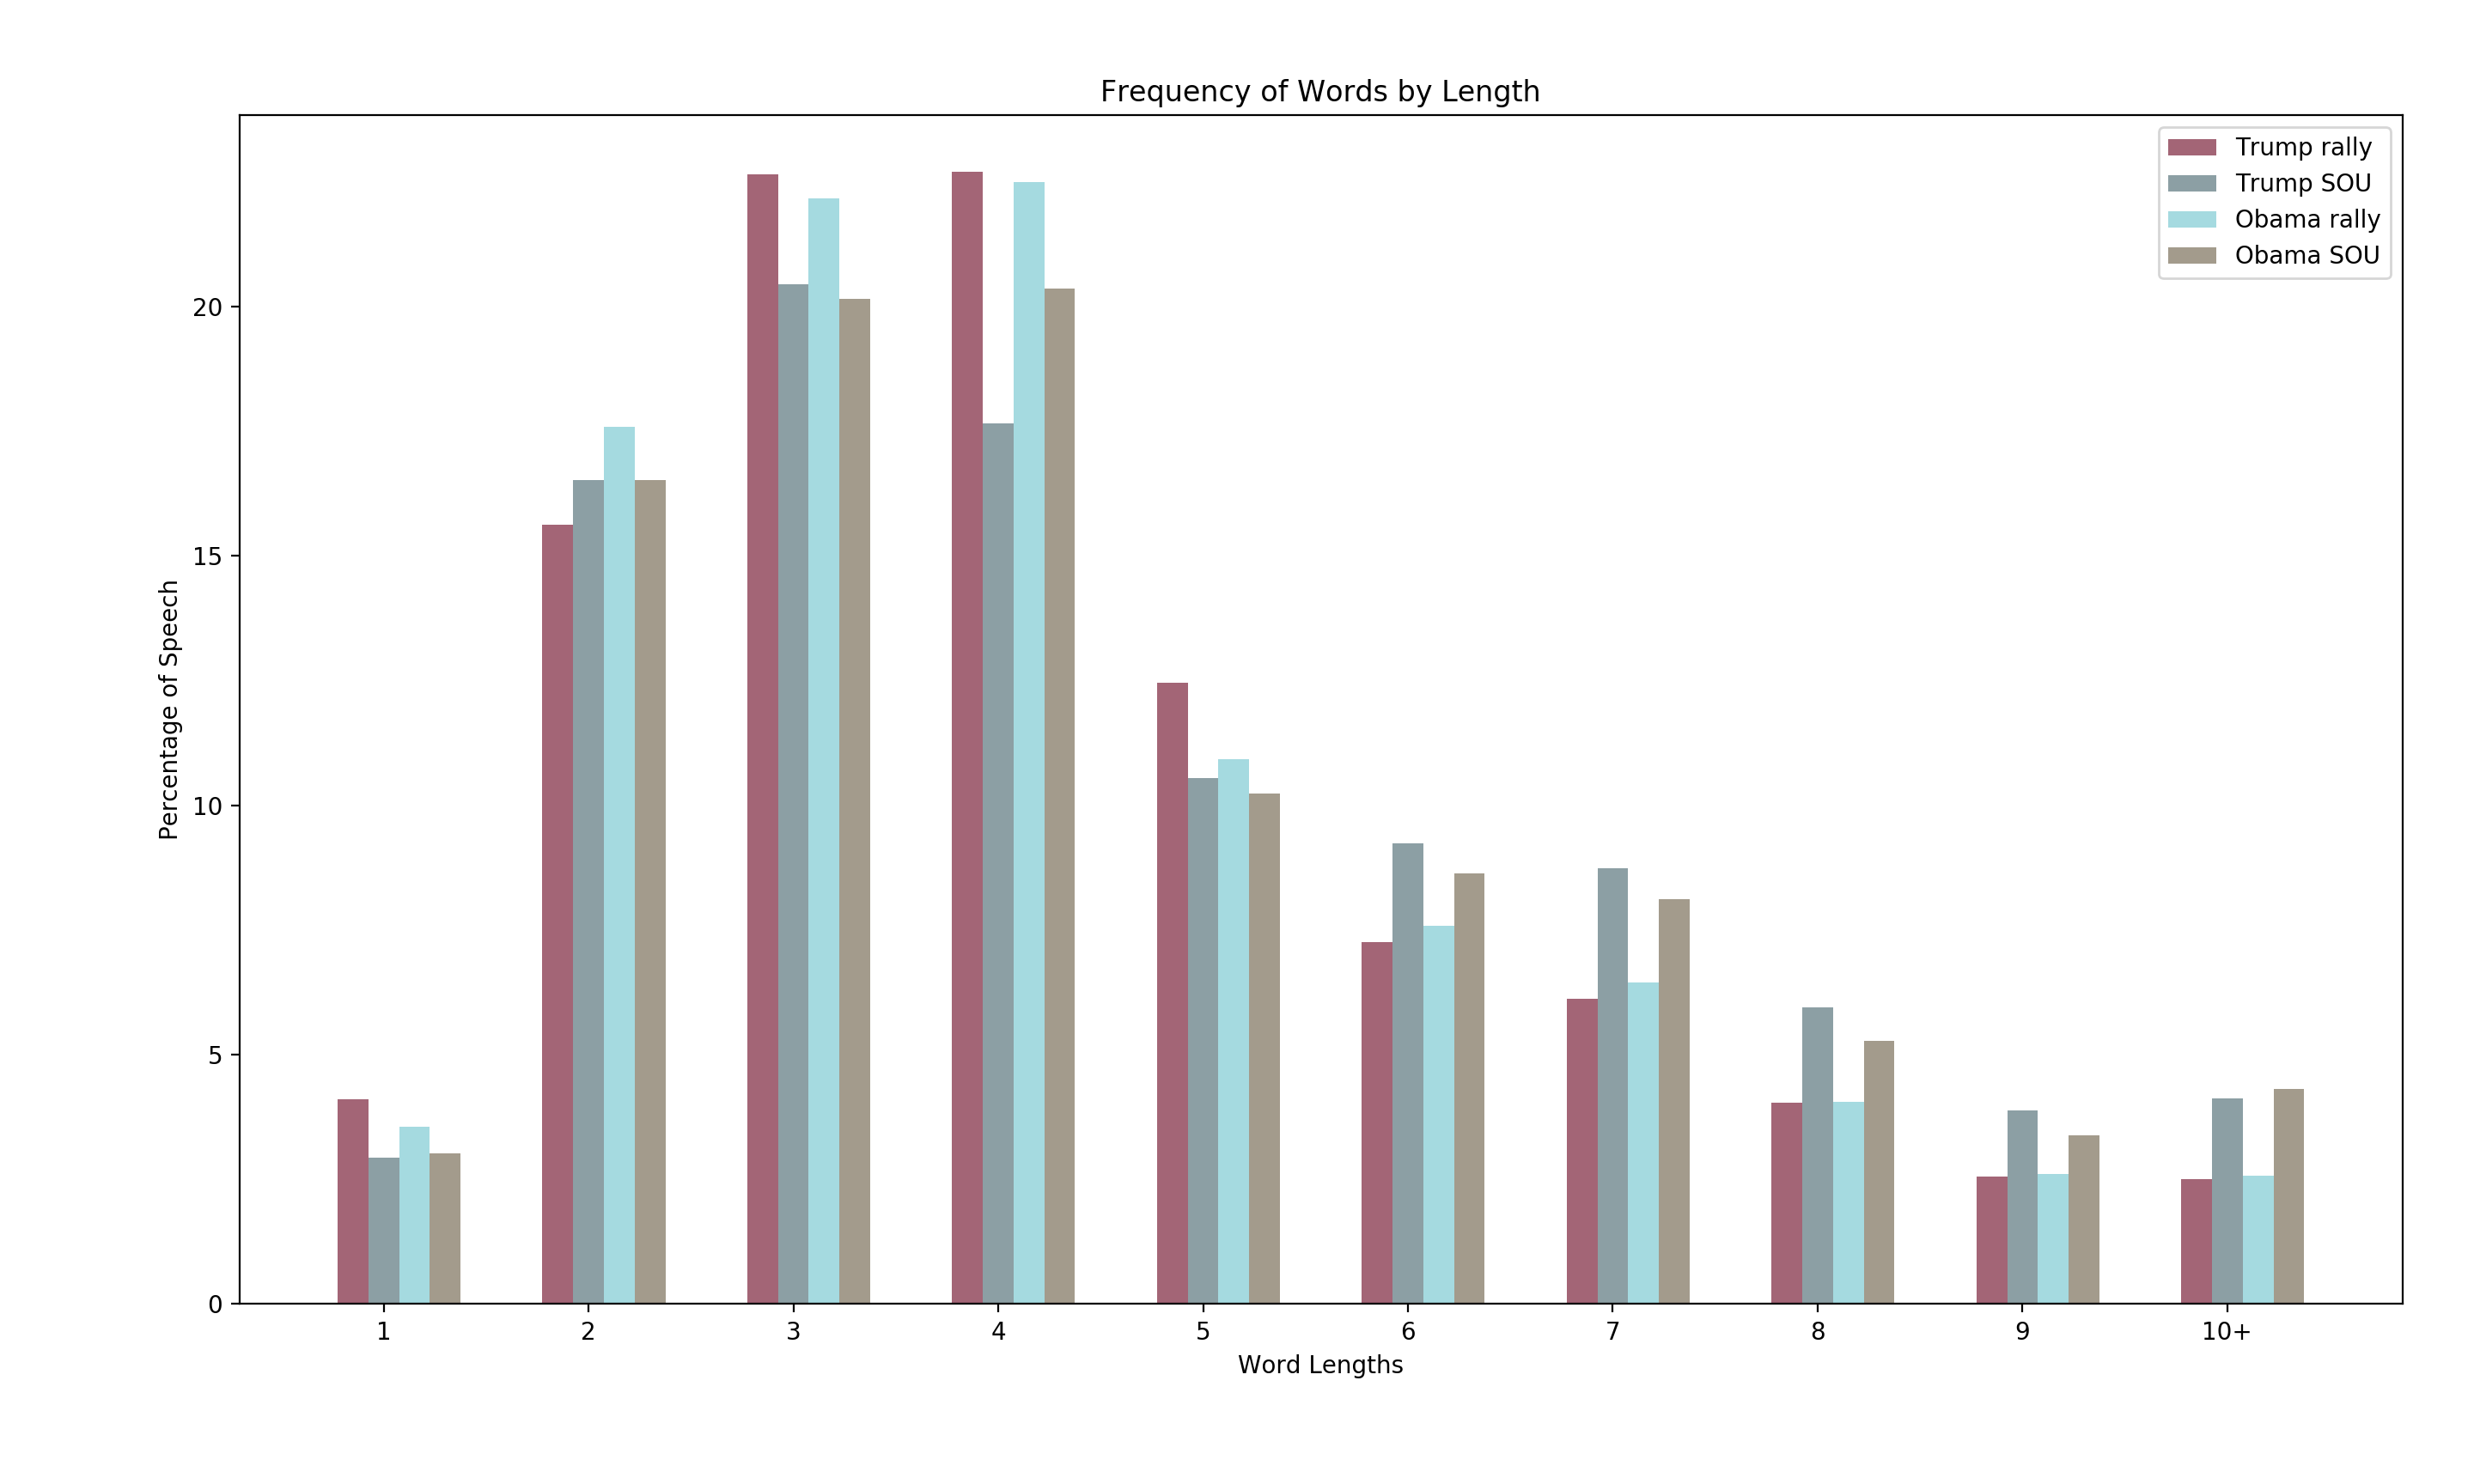 Frequency of Words by Length
Trump rally
Trump SOU
Obama rally
Obama SOU
Percentage of Speech
20
15
10
5
0
1 2 3 4 5 6 7 8 9 10+
Word Lengths